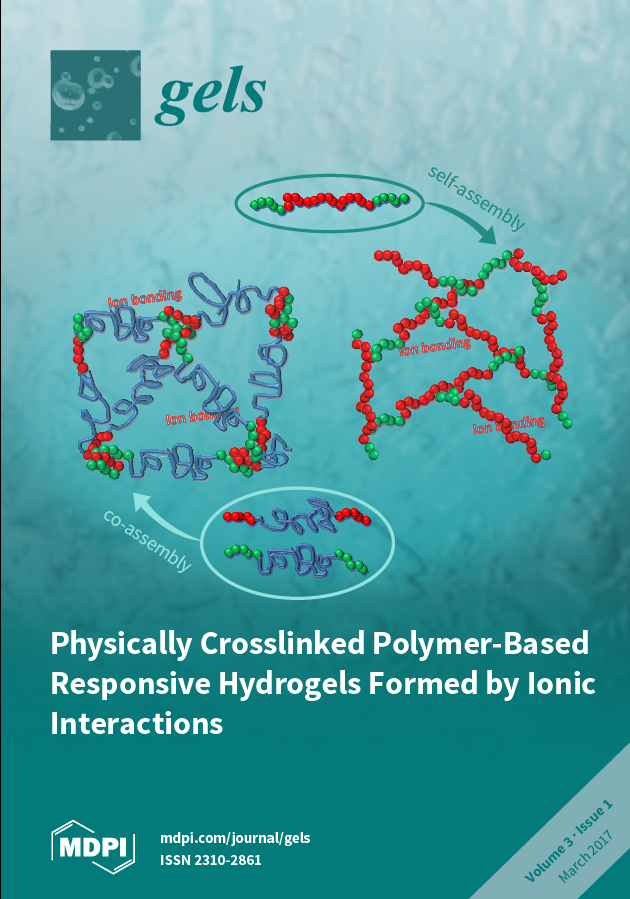 gels
self-assembly
Ion bonding
Ion bonding
Ion bonding
Ion bonding
co-assembly
Physically Crosslinked Polymer-Based
Responsive Hydrogels Formed by Ionic
Interactions
MDPI
mdpi.com/journal/gels
ISSN 2310-2861
Volume 3 · Issue 1
March 2017